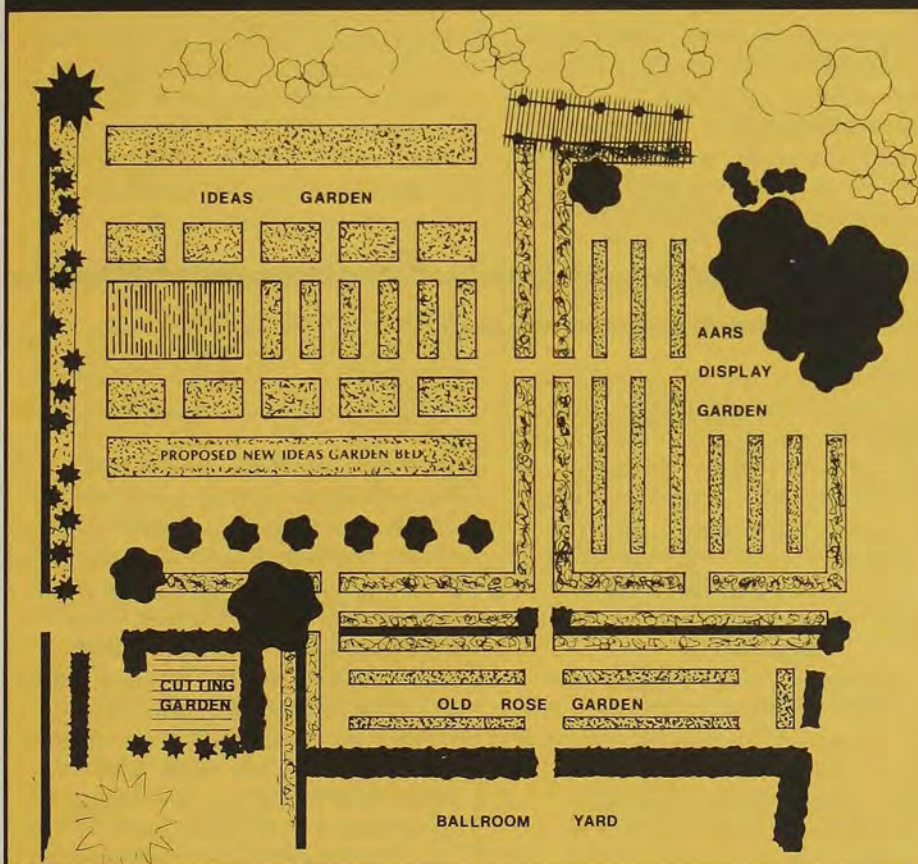 IDEAS GARDEN
AARS
DISPLAY
GARDEN
PROPOSED NEW IDEAS GARDEN BED
CUTTING
GARDEN
OLD ROSE GARDEN
BALLROOM YARD